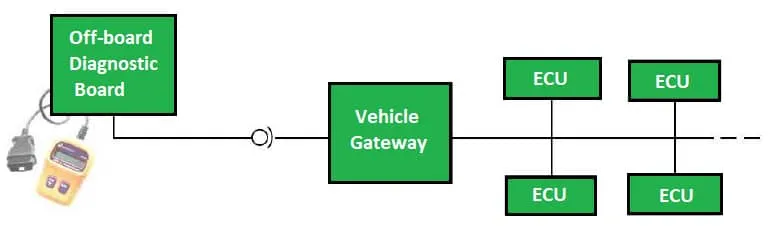 Off-board
Diagnostic
Board
Vehicle
Gateway
ECU
ECU
ECU
ECU